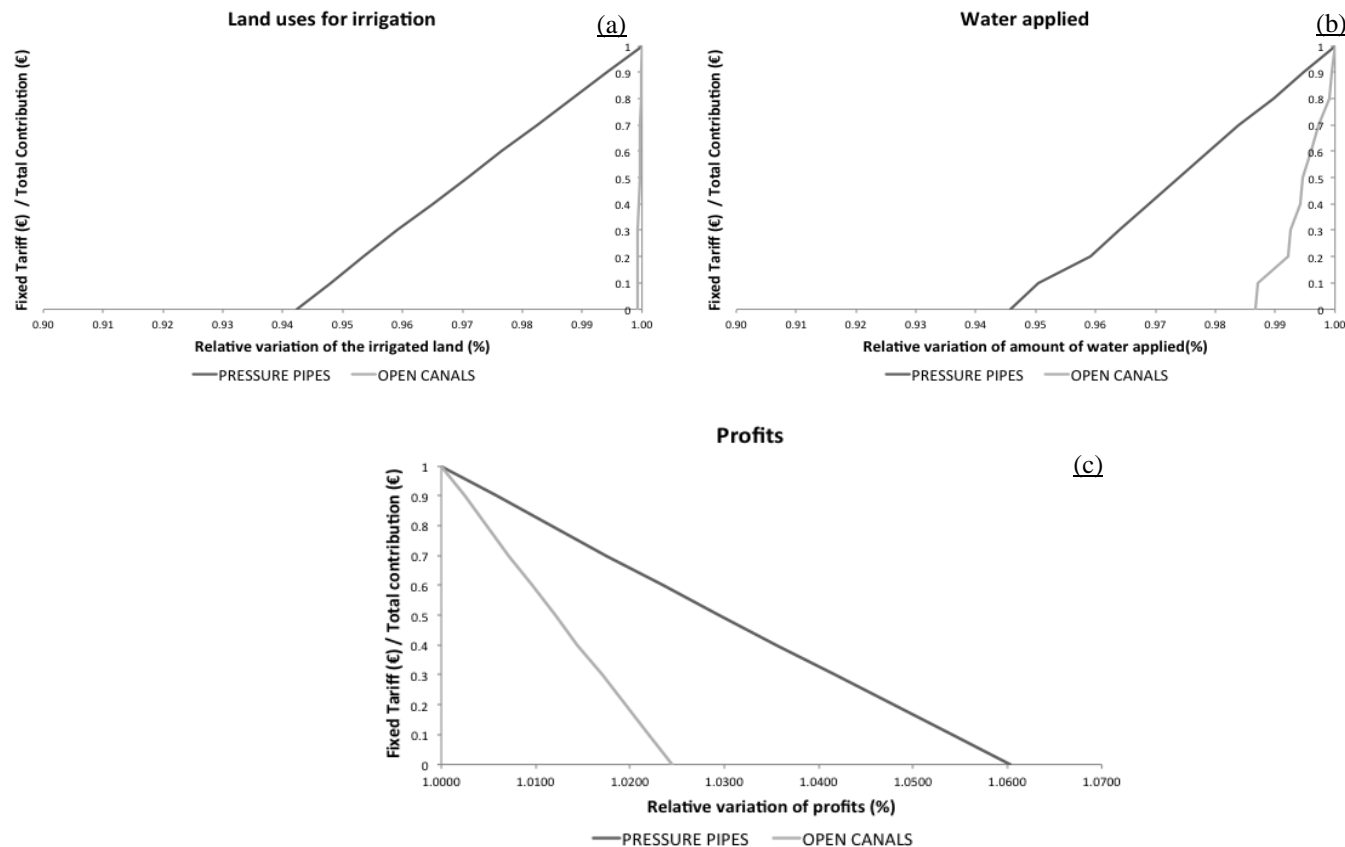 Land uses for irrigation
(a)
Fixed Tariff (€) / Total Contribution (€)
1
0.9
0.8
0.7
0.6
0.5
0.4
0.3
0.2
0.1
0
0.90 0.91 0.92 0.93 0.94 0.95 0.96 0.97 0.98 0.99 1.00
Relative variation of the irrigated land (%)
PRESSURE PIPES OPEN CANALS
Water applied
(b)
Fixed Tariff (€) / Total Contribution (€)
1
0.9
0.8
0.7
0.6
0.5
0.4
0.3
0.2
0.1
0
0.90 0.91 0.92 0.93 0.94 0.95 0.96 0.97 0.98 0.99 1.00
Relative variation of amount of water applied(%)
PRESSURE PIPES OPEN CANALS
Profits
(c)
Fixed Tariff (€) / Total contribution (€)
1
0.9
0.8
0.7
0.6
0.5
0.4
0.3
0.2
0.1
0
1.0000 1.0100 1.0200 1.0300 1.0400 1.0500 1.0600 1.0700
Relative variation of profits (%)
PRESSURE PIPES OPEN CANALS